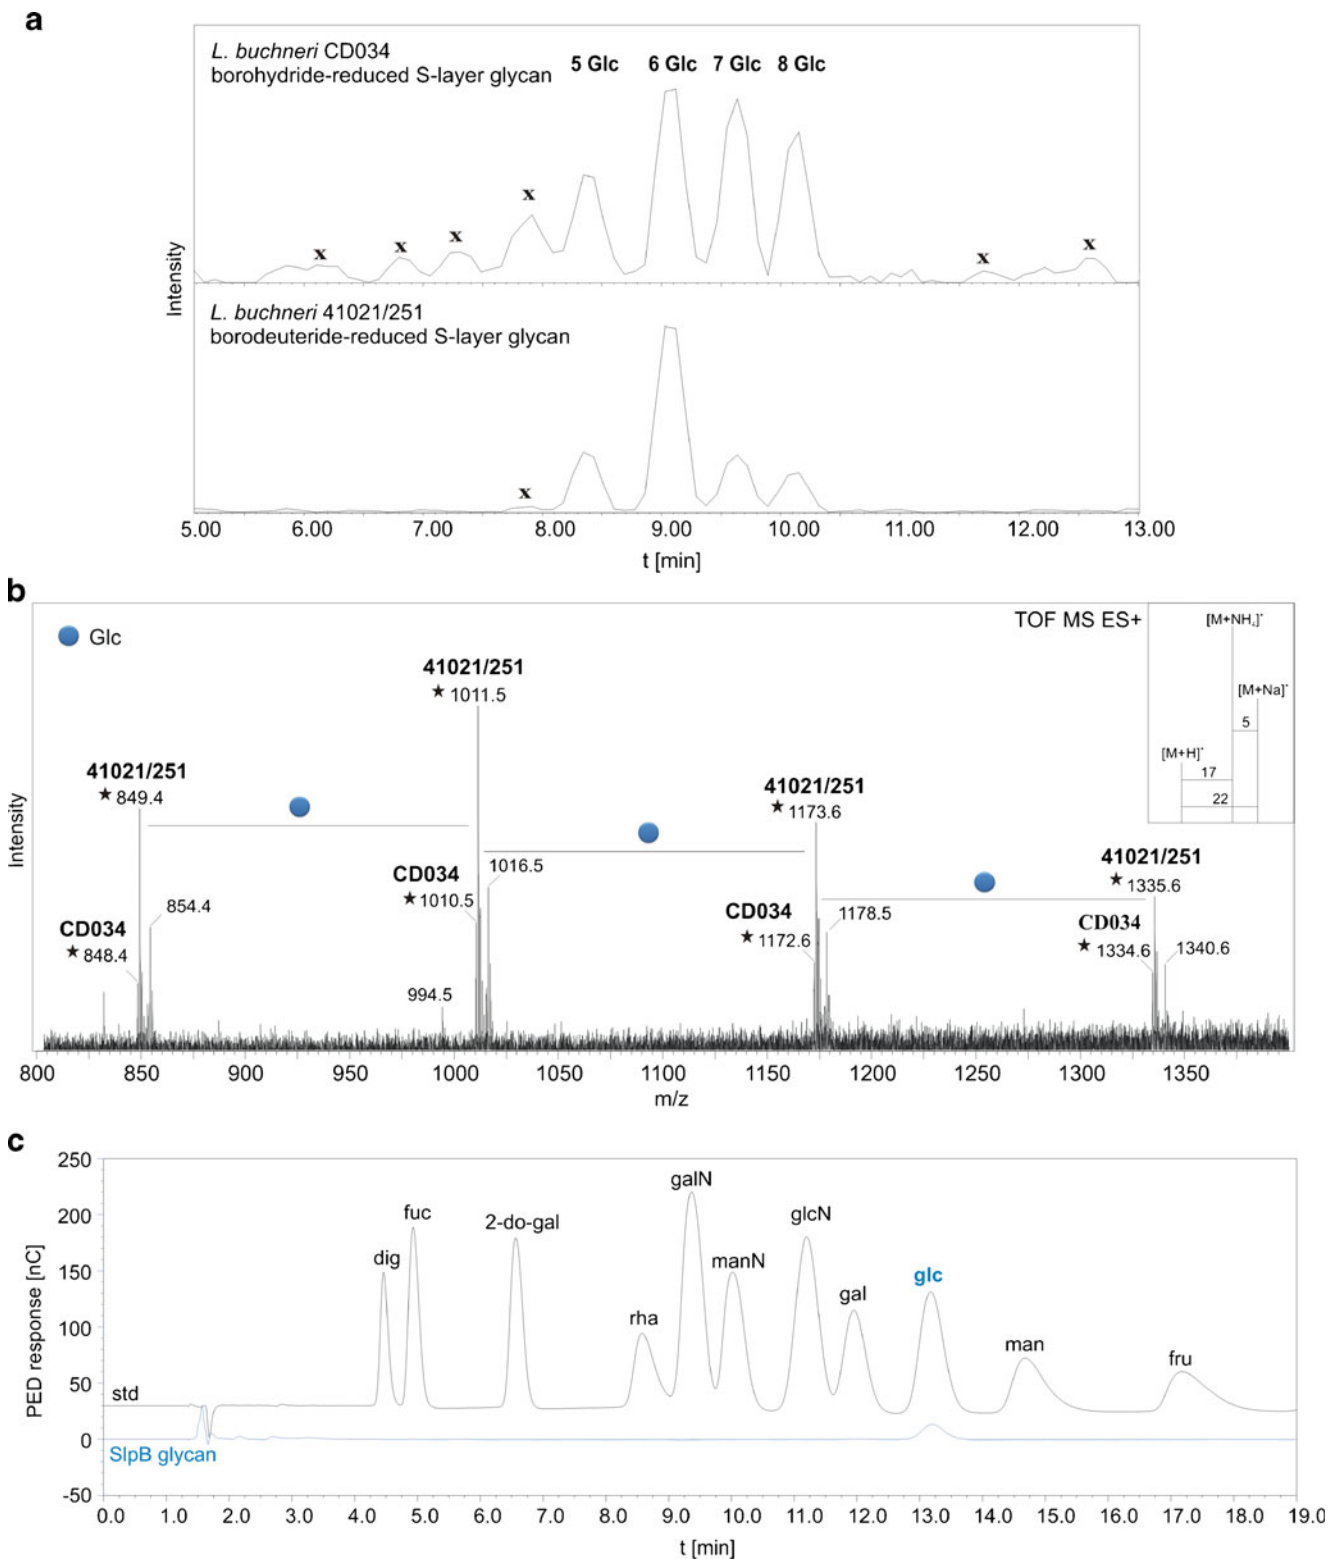 a
L. buchneri CD034
borohydride-reduced S-layer glycan
5 Glc 6 Glc 7 Glc 8 Glc
x x x x x x
Intensity
L. buchneri 41021/251
borodeuteride-reduced S-layer glycan
x
5.00 6.00 7.00 8.00 9.00 10.00 11.00 12.00 13.00
t [min]
b
Glc
TOF MS ES+
[M+NH₄]⁺
[M+Na]⁺
5
[M+H]⁺
17
22
41021/251
★ 1011.5
41021/251
★ 849.4
41021/251
★ 1173.6
41021/251
★ 1335.6
CD034
★ 848.4
854.4
994.5
CD034
★ 1010.5
1016.5
CD034
★ 1172.6
1178.5
CD034
★ 1334.6
1340.6
Intensity
800 850 900 950 1000 1050 1100 1150 1200 1250 1300 1350
m/z
c
250
200
150
100
50
0
-50
PED response [nC]
std
SlpB glycan
dig
fuc
2-do-gal
rha
galN
manN
glcN
gal
glc
man
fru
0.0 1.0 2.0 3.0 4.0 5.0 6.0 7.0 8.0 9.0 10.0 11.0 12.0 13.0 14.0 15.0 16.0 17.0 18.0 19.0
t [min]